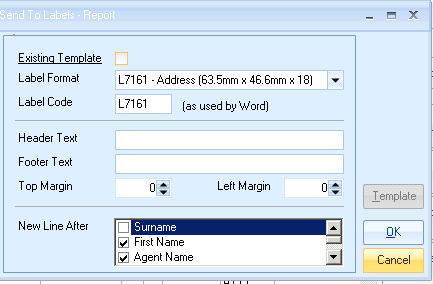 Send To Labels - Report
Existing Template
Label Format L7161 - Address (63.5mm x 46.6mm x 18)
Label Code L7161 (as used by Word)
Header Text
Footer Text
Top Margin 0 Left Margin 0
Template
New Line After Surname
OK
First Name
Agent Name
Cancel